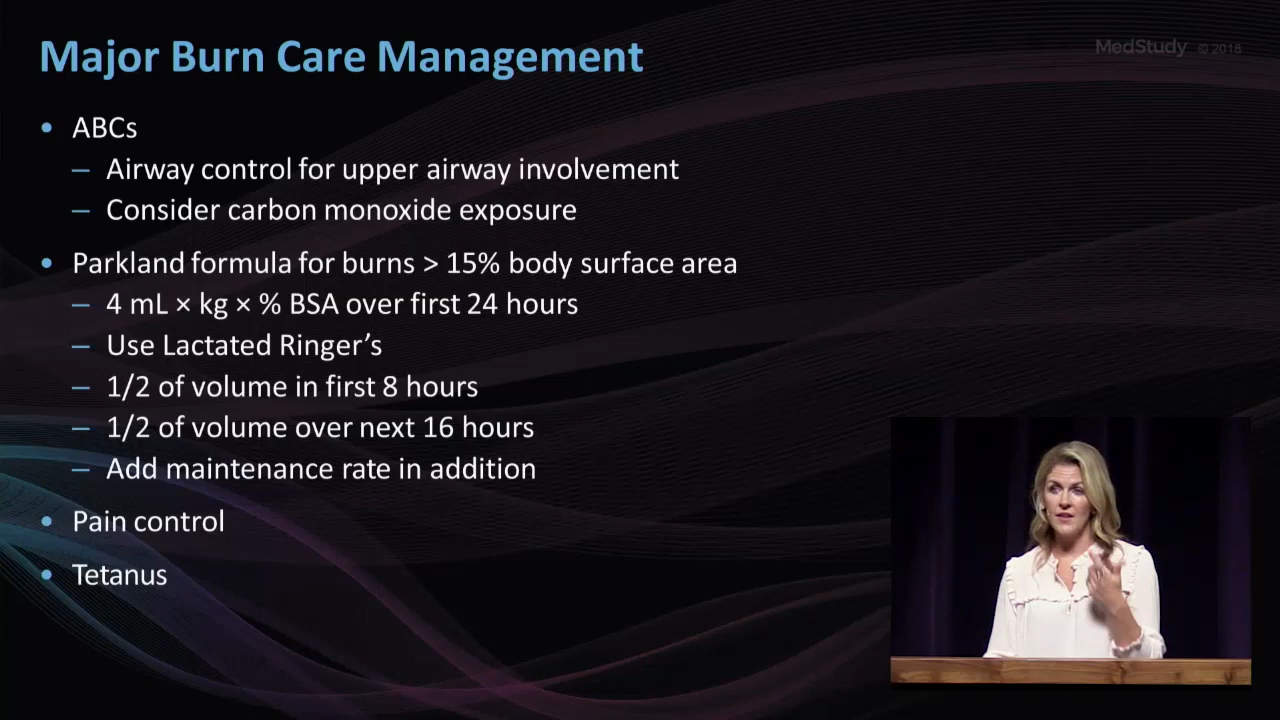 Major Burn Care Management
MedStudy © 2018
• ABCs
– Airway control for upper airway involvement
– Consider carbon monoxide exposure
• Parkland formula for burns > 15% body surface area
– 4 mL × kg × % BSA over first 24 hours
– Use Lactated Ringer’s
– 1/2 of volume in first 8 hours
– 1/2 of volume over next 16 hours
– Add maintenance rate in addition
• Pain control
• Tetanus